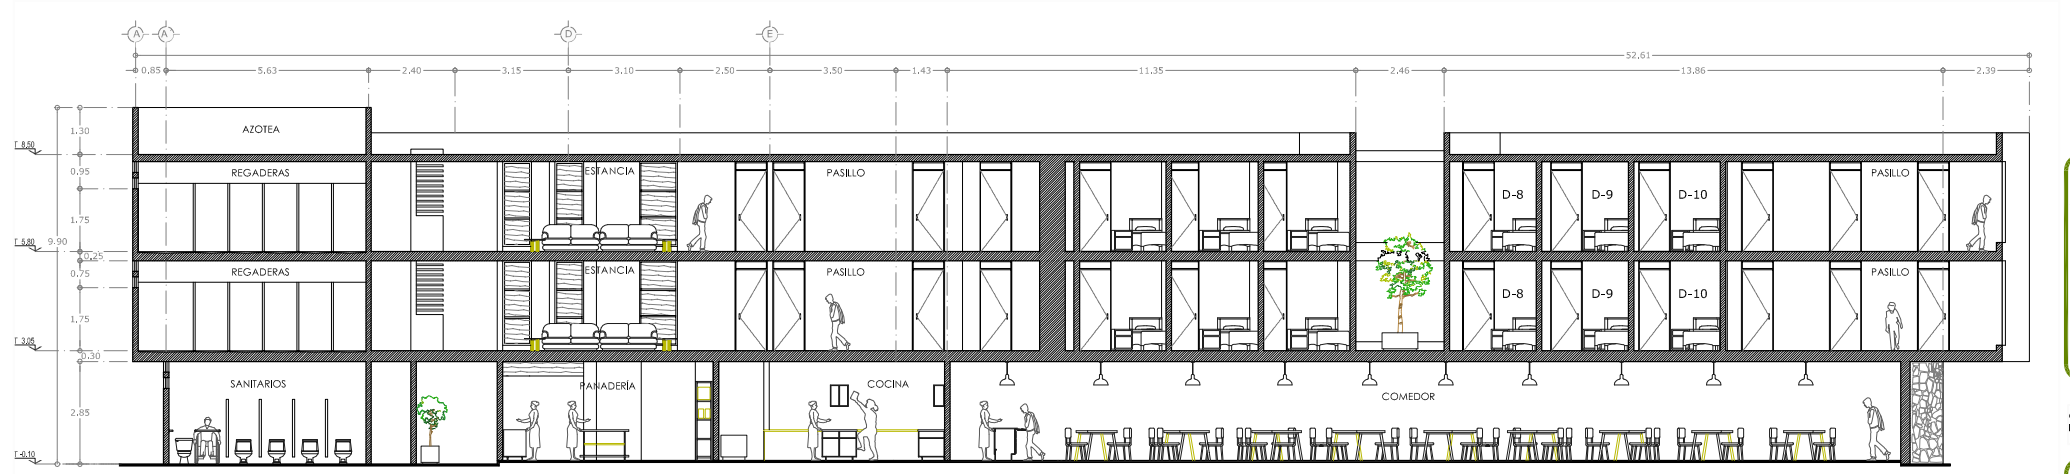 A A' D E
52.61
0.85 5.63 2.40 3.15 3.10 2.50 3.50 1.43 11.35 2.46 13.86 2.39
1.30
AZOTEA
8.50
0.95
REGADERAS ESTANCIA PASILLO PASILLO
D-8 D-9 D-10
1.75
9.90
5.80
0.25
0.75
REGADERAS ESTANCIA PASILLO PASILLO
D-8 D-9 D-10
1.75
3.05
0.30
SANITARIOS PANADERÍA COCINA
COMEDOR
2.85
-0.10